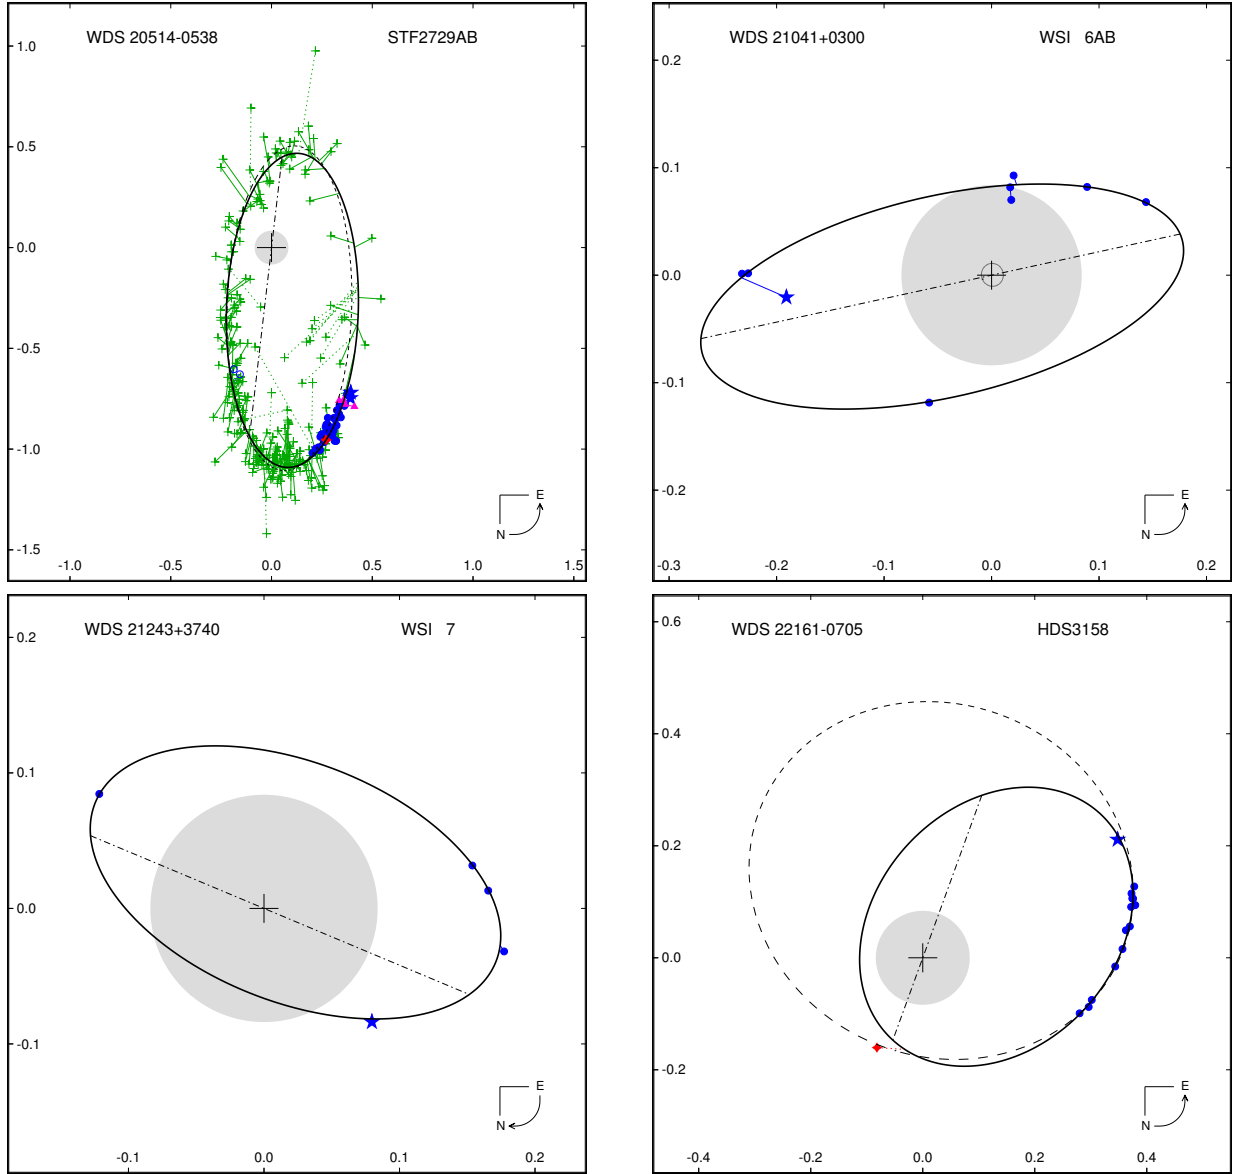 WDS 20514-0538 STF2729AB
1.0
0.5
0.0
-0.5
-1.0
-1.5
E
N
-1.0 -0.5 0.0 0.5 1.0 1.5
WDS 21041+0300 WSI 6AB
0.2
0.1
0.0
-0.1
-0.2
E
N
-0.3 -0.2 -0.1 0.0 0.1 0.2
WDS 21243+3740 WSI 7
0.2
0.1
0.0
-0.1
E
N
-0.1 0.0 0.1 0.2
WDS 22161-0705 HDS3158
0.6
0.4
0.2
0.0
-0.2
E
N
-0.4 -0.2 0.0 0.2 0.4